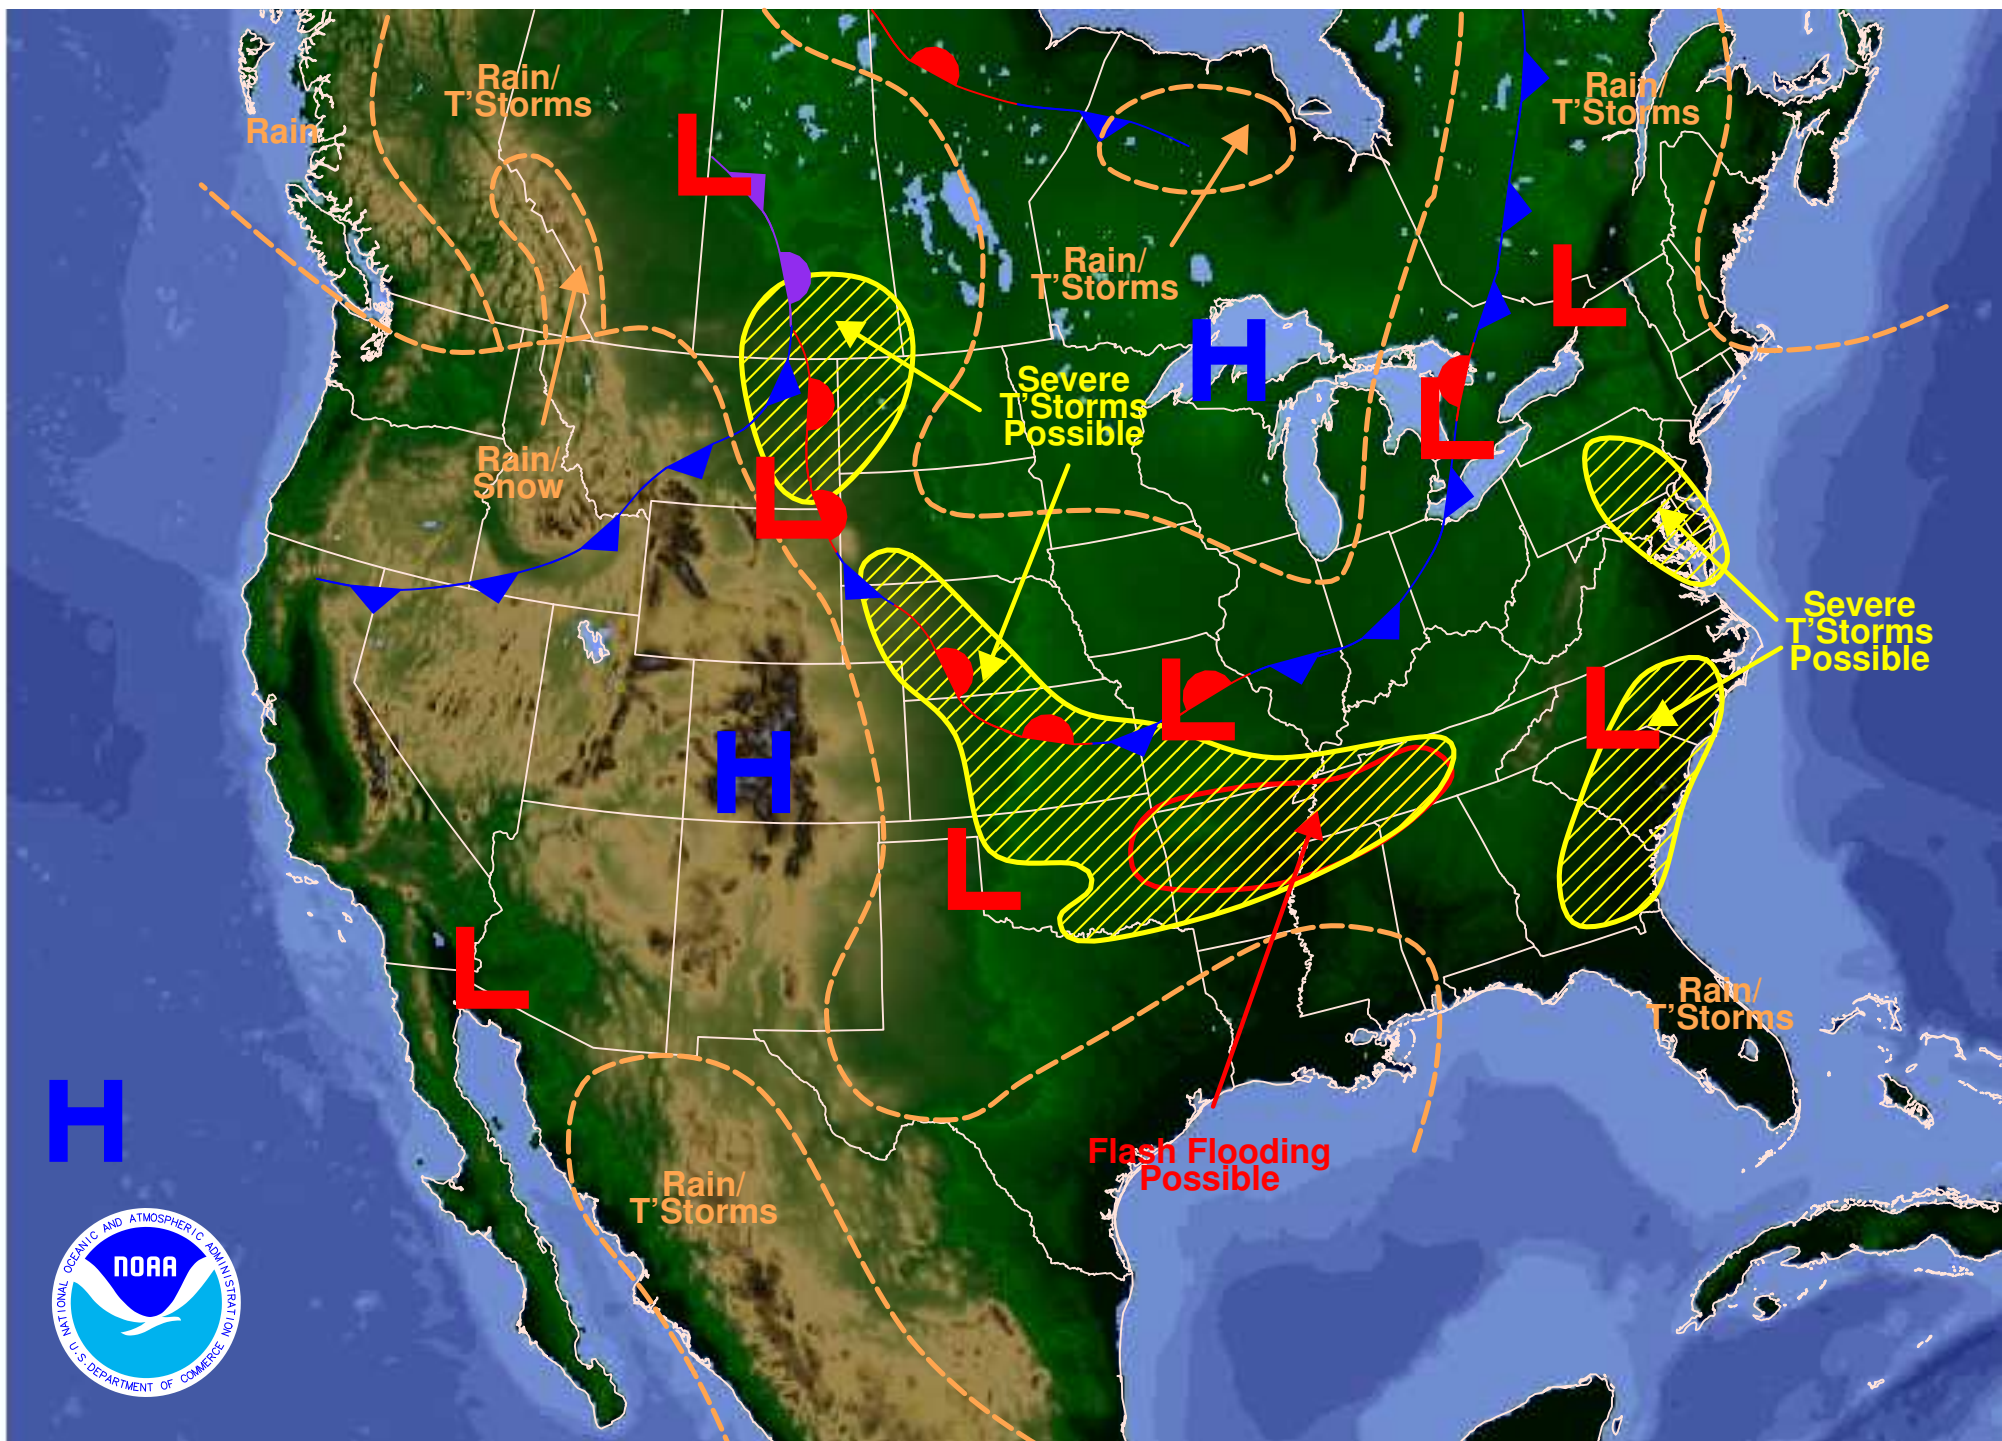 Rain/
T'Storms
Rain
Rain/
T'Storms
L
Rain/
T'Storms
L
H
Severe
T'Storms
Possible
L
Rain/
Snow
L
Severe
T'Storms
Possible
L
L
H
L
L
Rain/
T'Storms
H
Flash Flooding
Possible
Rain/
T'Storms
NATIONAL OCEANIC AND ATMOSPHERIC ADMINISTRATION
NOAA
U.S. DEPARTMENT OF COMMERCE